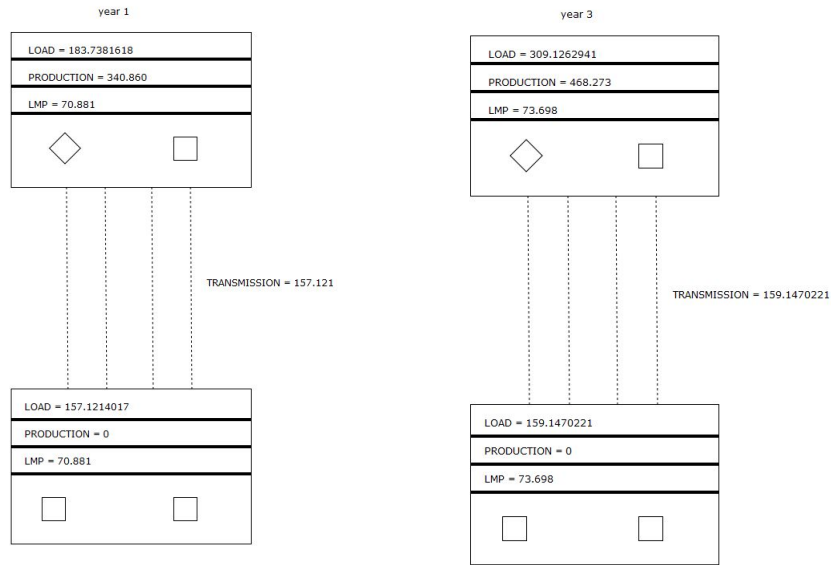 year 1
LOAD = 183.7381618
PRODUCTION = 340.860
LMP = 70.881
TRANSMISSION = 157.121
LOAD = 157.1214017
PRODUCTION = 0
LMP = 70.881
year 3
LOAD = 309.1262941
PRODUCTION = 468.273
LMP = 73.698
TRANSMISSION = 159.1470221
LOAD = 159.1470221
PRODUCTION = 0
LMP = 73.698